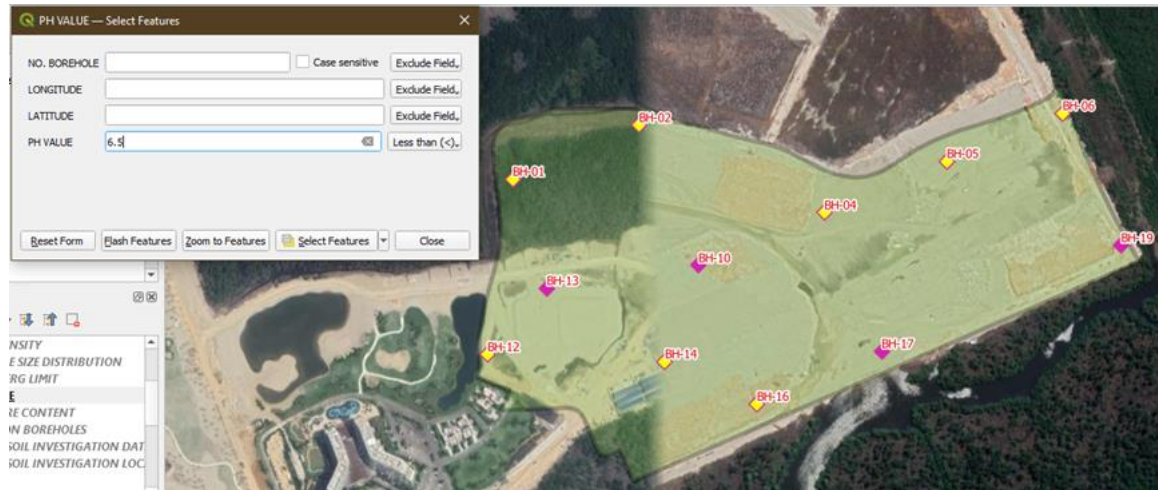 PH VALUE — Select Features
NO. BOREHOLE
Case sensitive
Exclude Field
LONGITUDE
Exclude Field
LATITUDE
Exclude Field
PH VALUE
6.5
Less than (<)
Reset Form
Flash Features
Zoom to Features
Select Features
Close
BH-06
BH-02
BH-05
BH-01
BH-04
BH-19
BH-10
BH-13
BH-17
BH-12
BH-14
BH-16
NSITY
E SIZE DISTRIBUTION
RG LIMIT
E
RE CONTENT
ON BOREHOLES
SOIL INVESTIGATION DAT
SOIL INVESTIGATION LOC